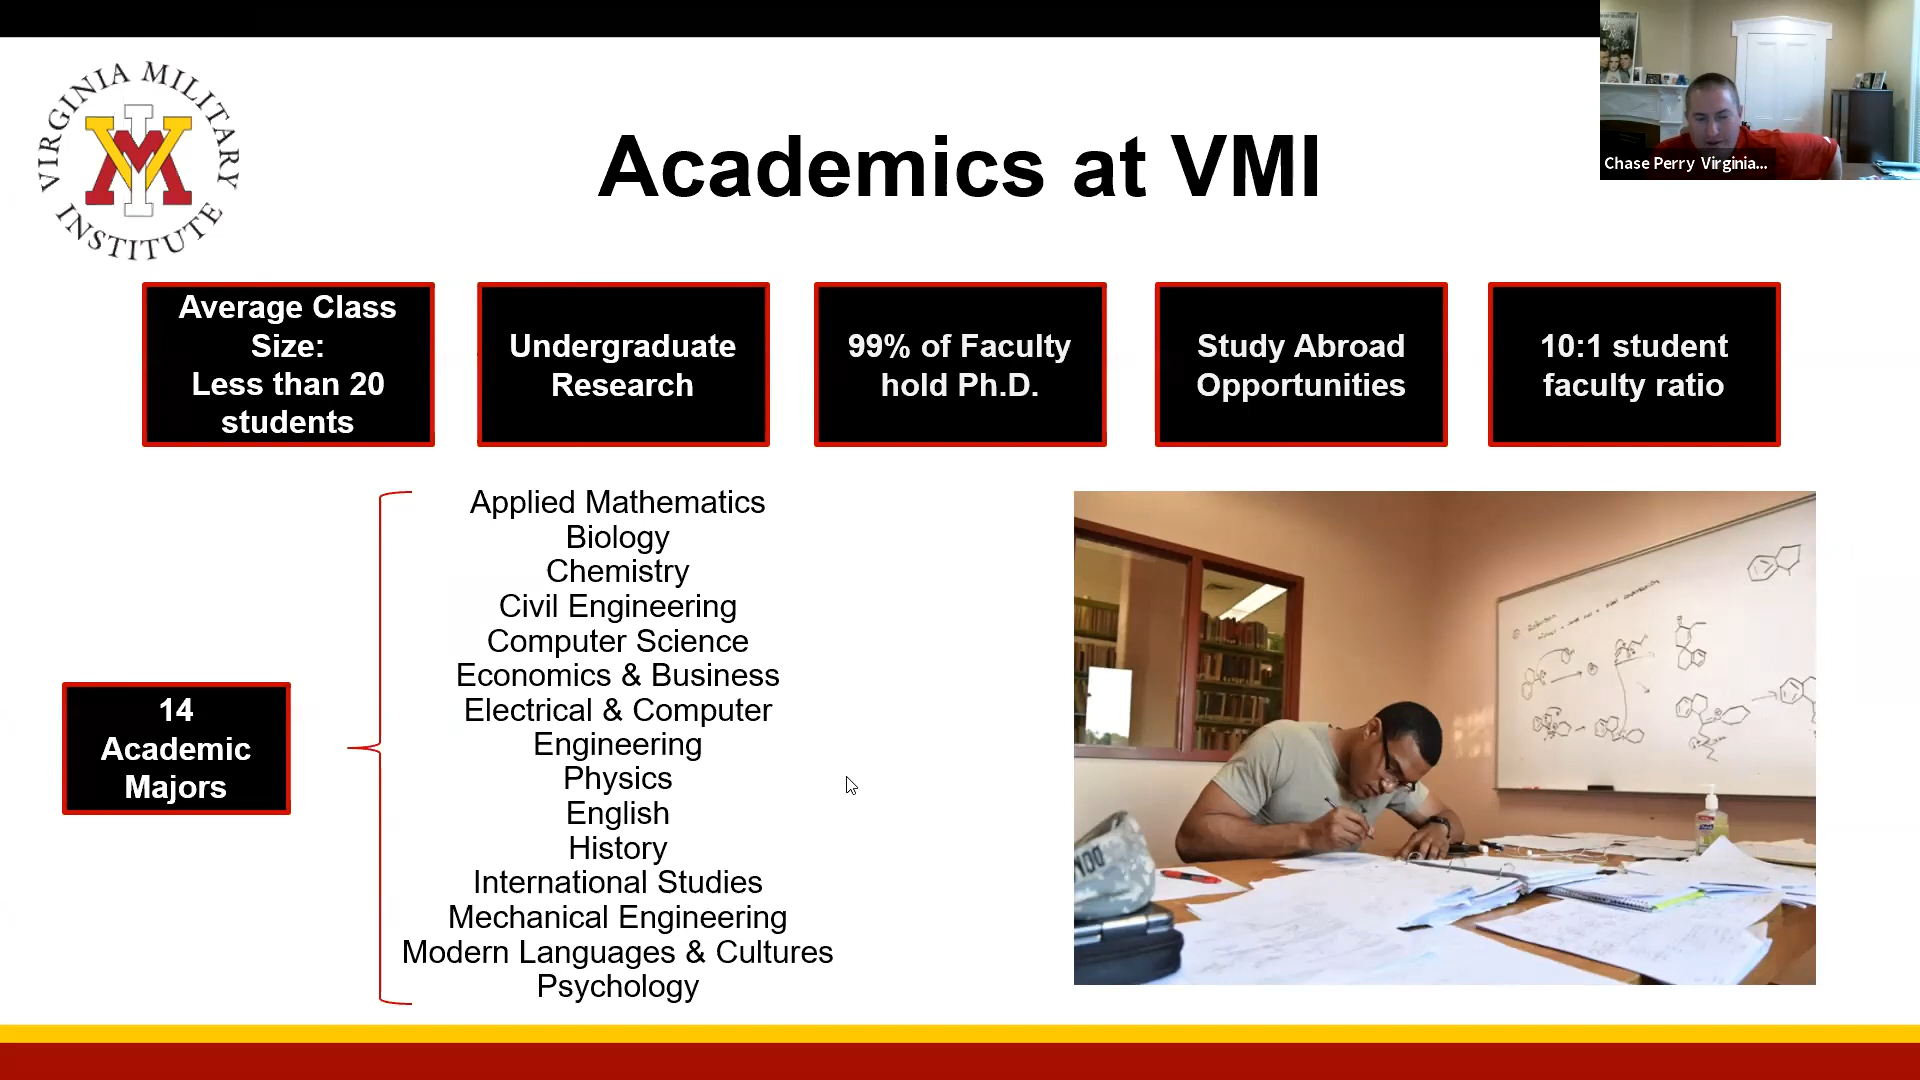 VIRGINIA MILITARY
INSTITUTE
VMI
Academics at VMI
Chase Perry Virginia...
Average Class
Size:
Less than 20
students
Undergraduate
Research
99% of Faculty
hold Ph.D.
Study Abroad
Opportunities
10:1 student
faculty ratio
14
Academic
Majors
Applied Mathematics
Biology
Chemistry
Civil Engineering
Computer Science
Economics & Business
Electrical & Computer
Engineering
Physics
English
History
International Studies
Mechanical Engineering
Modern Languages & Cultures
Psychology